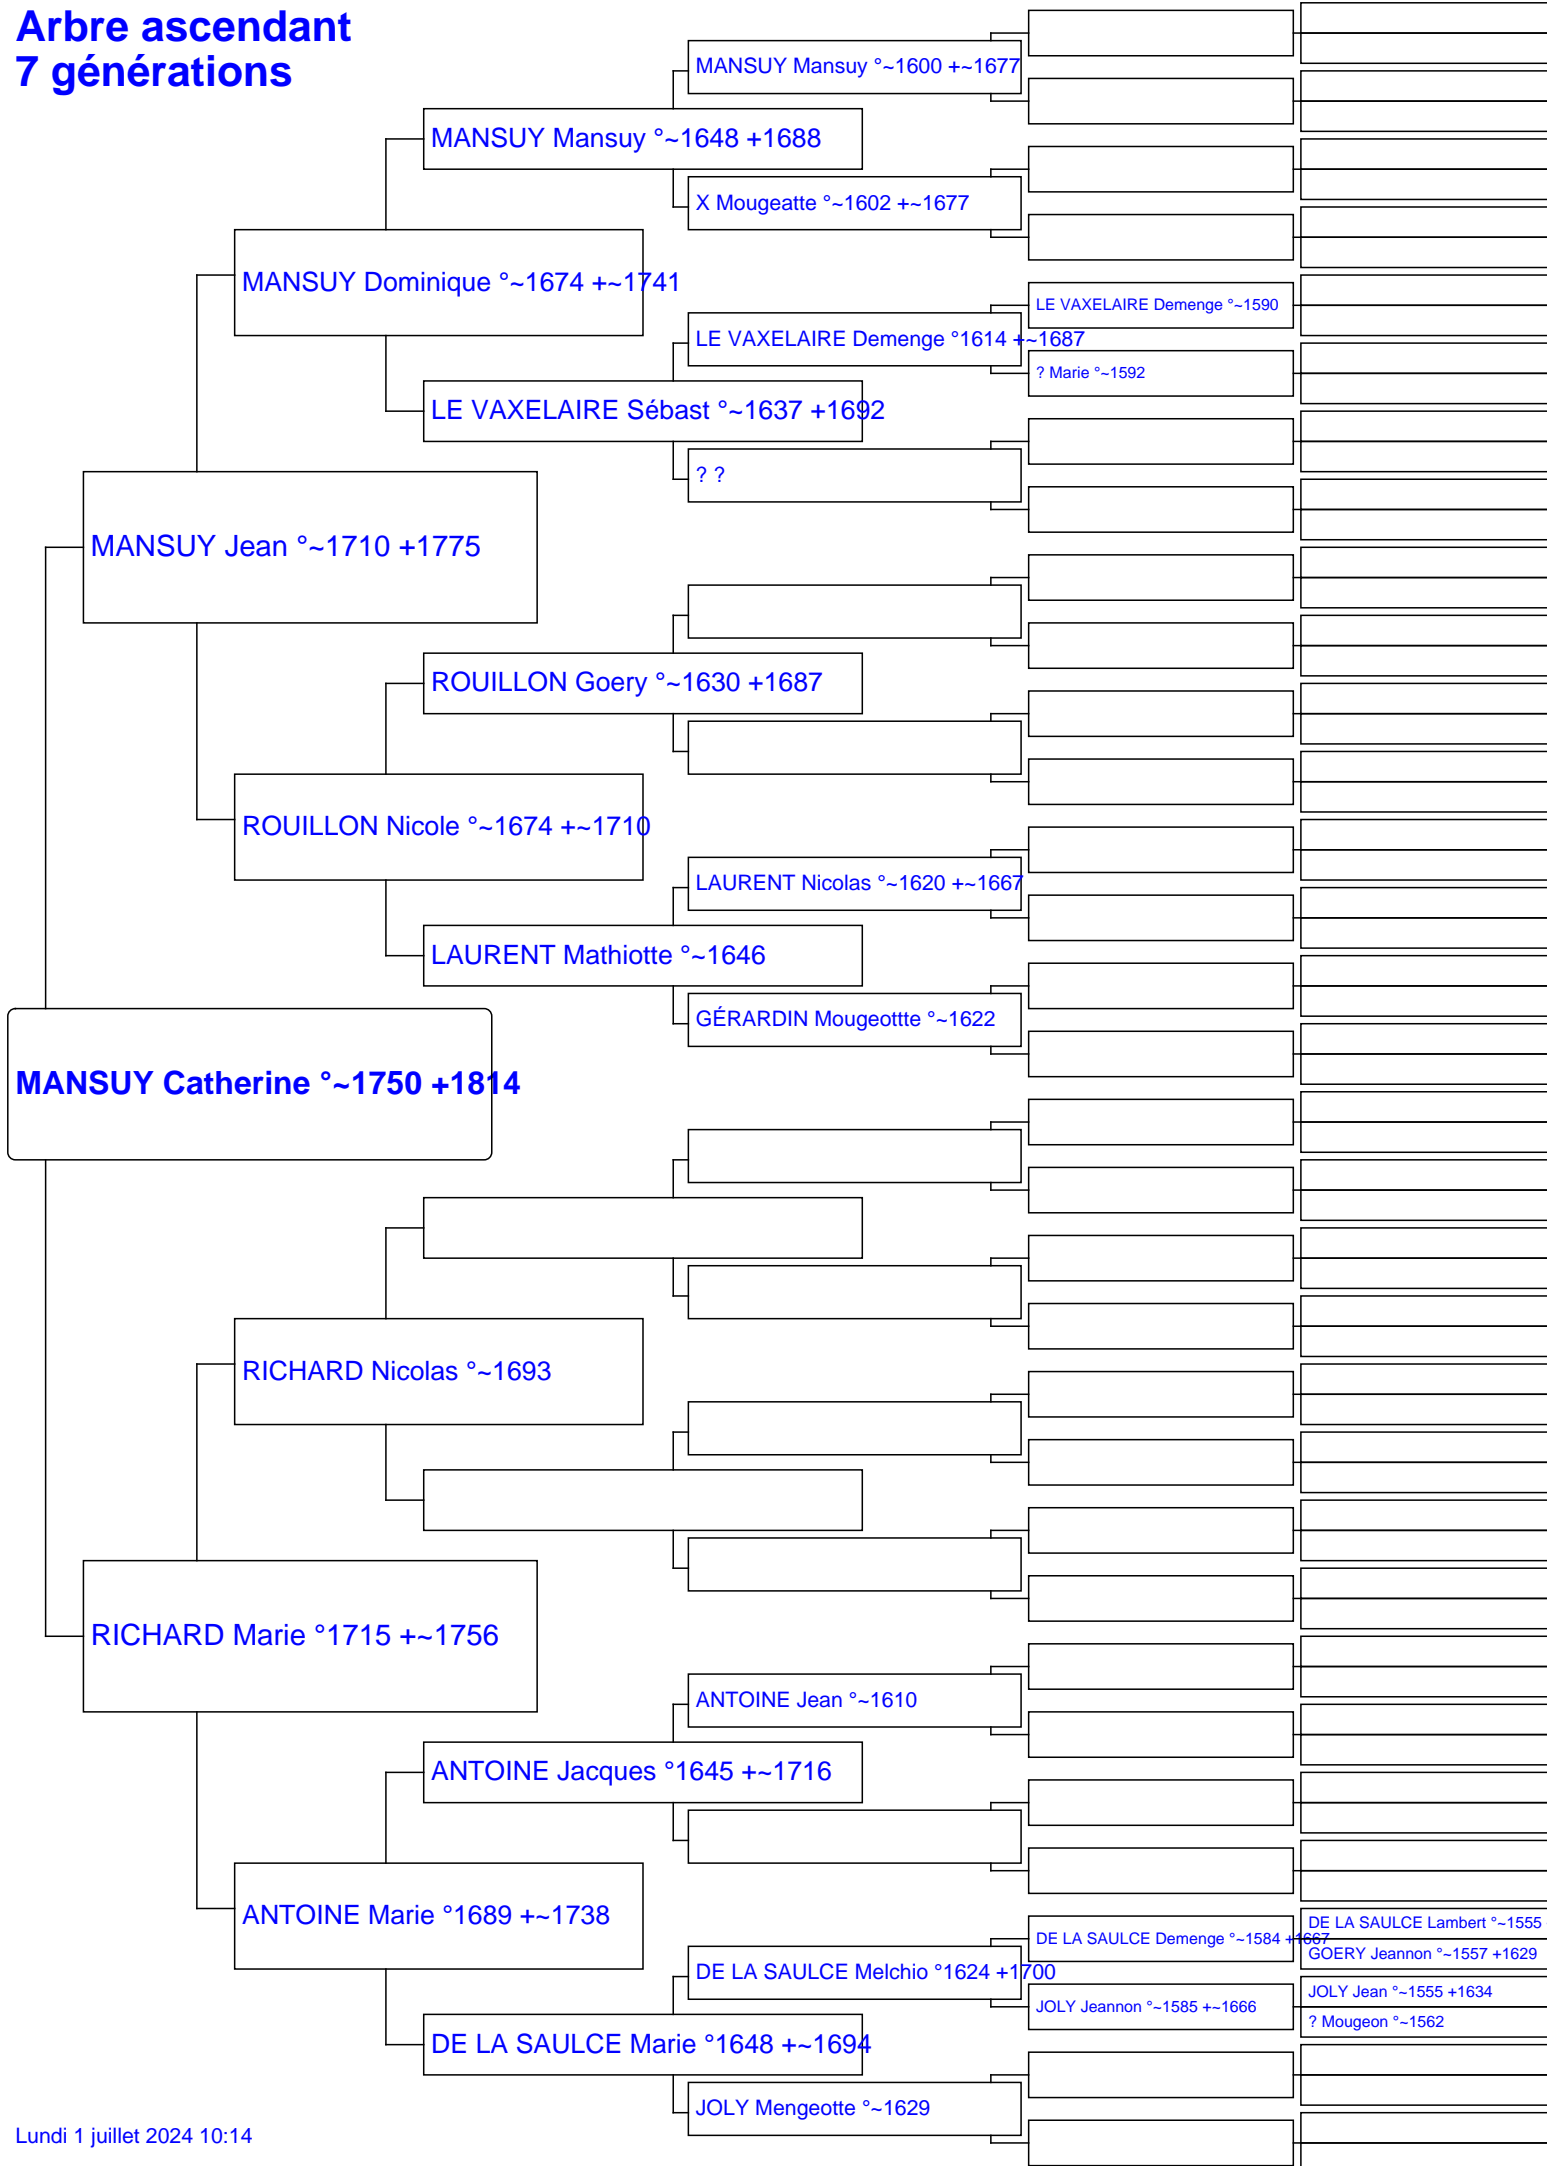 Arbre ascendant
7 générations
MANSUY Mansuy °~1600 +~1677
MANSUY Mansuy °~1648 +1688
X Mougeatte °~1602 +~1677
MANSUY Dominique °~1674 +~1741
LE VAXELAIRE Demenge °~1590
LE VAXELAIRE Demenge °1614 +~1687
? Marie °~1592
LE VAXELAIRE Sébast °~1637 +1692
? ?
MANSUY Jean °~1710 +1775
ROUILLON Goery °~1630 +1687
ROUILLON Nicole °~1674 +~1710
LAURENT Nicolas °~1620 +~1667
LAURENT Mathiotte °~1646
GÉRARDIN Mougeottte °~1622
MANSUY Catherine °~1750 +1814
RICHARD Nicolas °~1693
RICHARD Marie °1715 +~1756
ANTOINE Jean °~1610
ANTOINE Jacques °1645 +~1716
ANTOINE Marie °1689 +~1738
DE LA SAULCE Lambert °~1555
DE LA SAULCE Demenge °~1584 +1667
GOERY Jeannon °~1557 +1629
DE LA SAULCE Melchio °1624 +1700
JOLY Jean °~1555 +1634
JOLY Jeannon °~1585 +~1666
? Mougeon °~1562
DE LA SAULCE Marie °1648 +~1694
JOLY Mengeotte °~1629
Lundi 1 juillet 2024 10:14